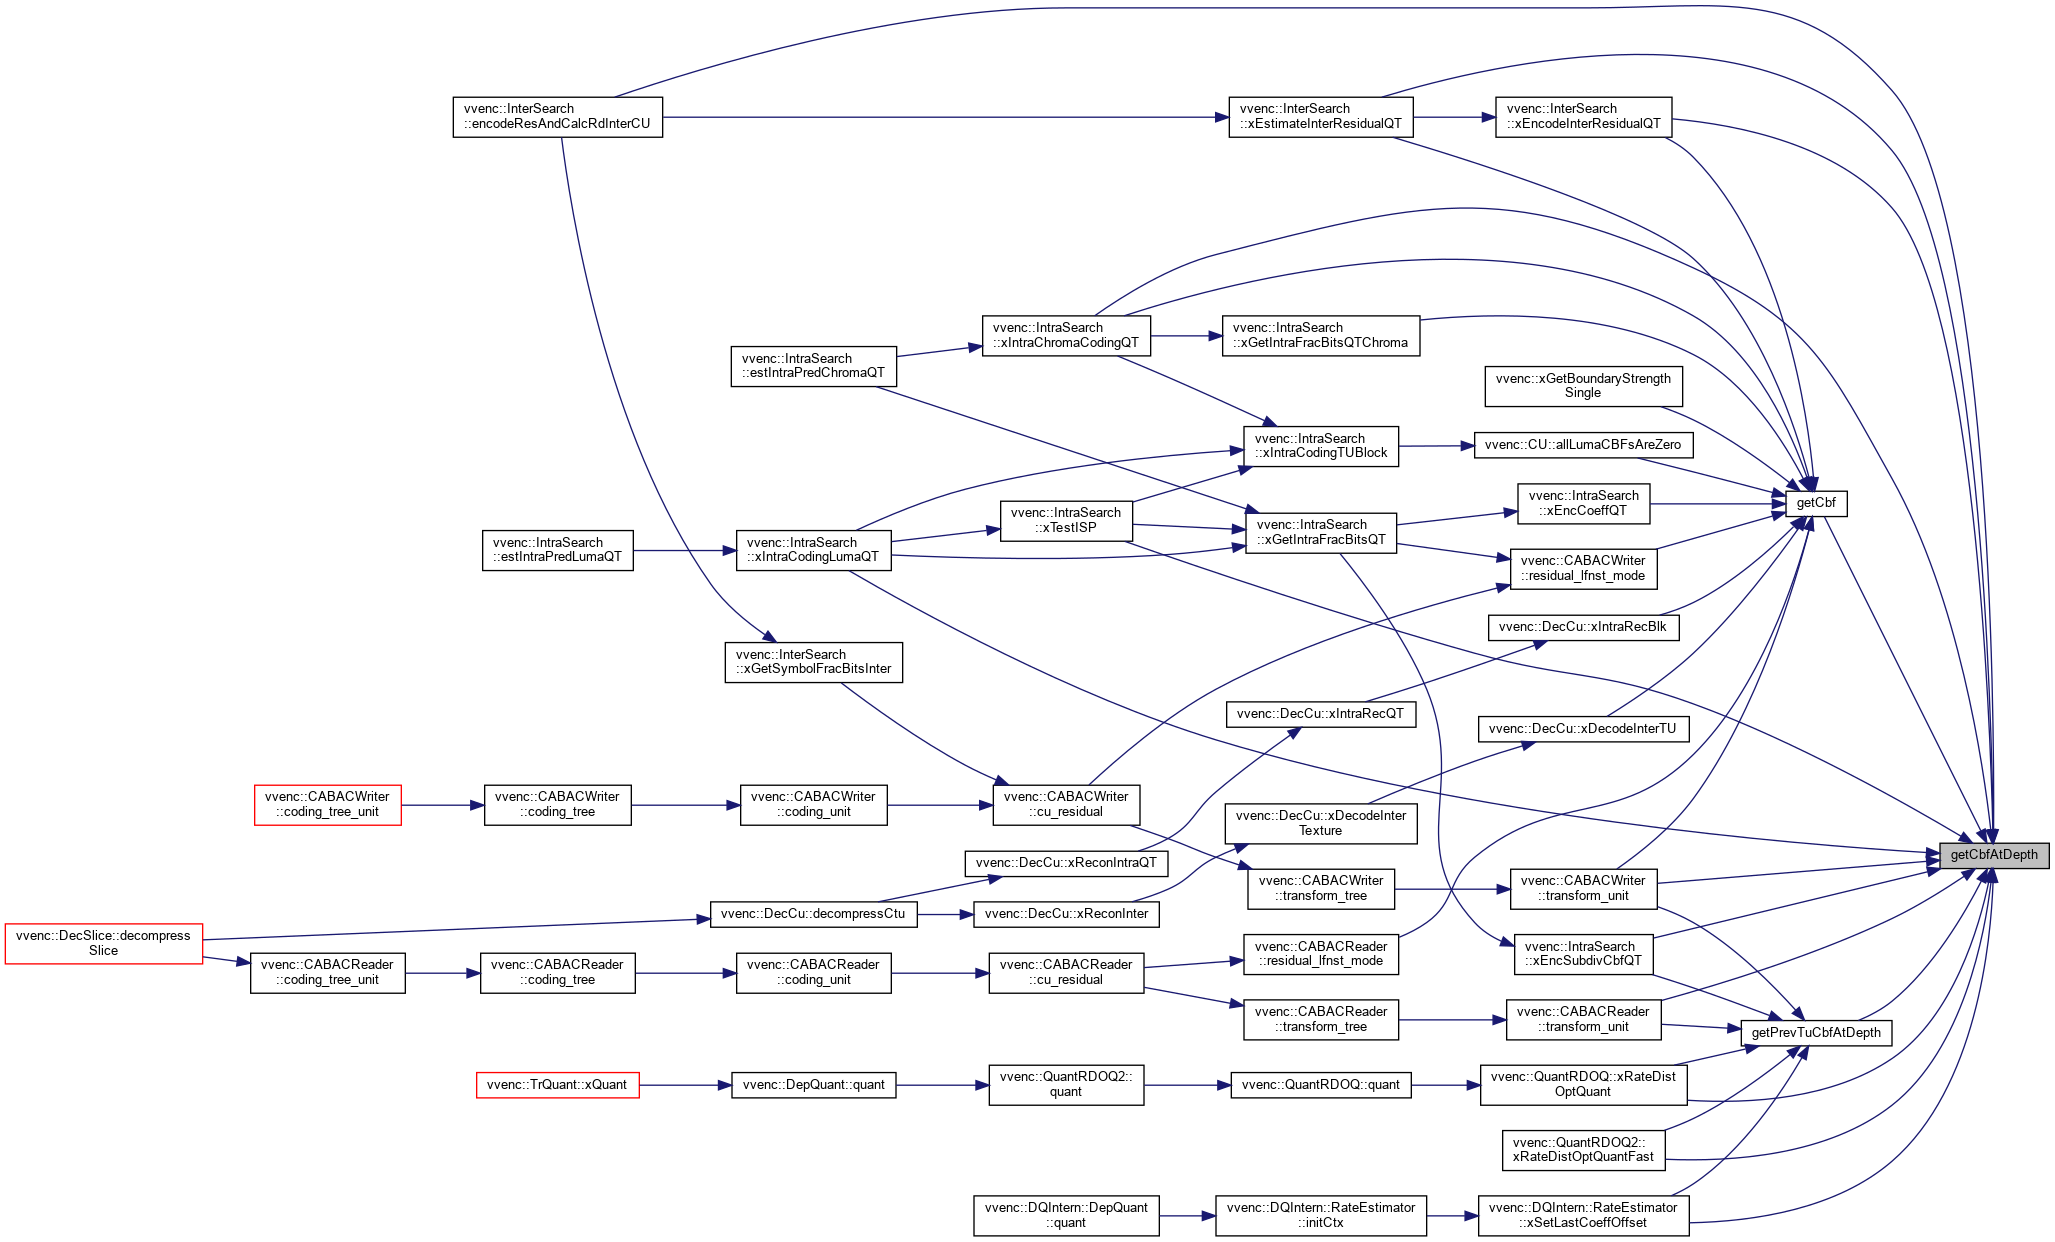 vvenc::InterSearch
::encodeResAndCalcRdInterCU
vvenc::InterSearch
::xEstimateInterResidualQT
vvenc::InterSearch
::xEncodeInterResidualQT
vvenc::IntraSearch
::xIntraChromaCodingQT
vvenc::IntraSearch
::xGetIntraFracBitsQTChroma
vvenc::IntraSearch
::estIntraPredChromaQT
vvenc::xGetBoundaryStrength
Single
vvenc::IntraSearch
::xIntraCodingTUBlock
vvenc::CU::allLumaCBFsAreZero
getCbf
vvenc::IntraSearch
::xEncCoeffQT
vvenc::IntraSearch
::xTestISP
vvenc::IntraSearch
::xGetIntraFracBitsQT
vvenc::IntraSearch
::estIntraPredLumaQT
vvenc::IntraSearch
::xIntraCodingLumaQT
vvenc::CABACWriter
::residual_lfnst_mode
vvenc::DecCu::xIntraRecBlk
vvenc::InterSearch
::xGetSymbolFracBitsInter
vvenc::DecCu::xIntraRecQT
vvenc::DecCu::xDecodeInterTU
vvenc::CABACWriter
::coding_tree_unit
vvenc::CABACWriter
::coding_tree
vvenc::CABACWriter
::coding_unit
vvenc::CABACWriter
::cu_residual
vvenc::DecCu::xDecodeInter
Texture
getCbfAtDepth
vvenc::DecCu::xReconIntraQT
vvenc::CABACWriter
::transform_tree
vvenc::CABACWriter
::transform_unit
vvenc::DecCu::decompressCtu
vvenc::DecCu::xReconInter
vvenc::DecSlice::decompress
Slice
vvenc::CABACReader
::coding_tree_unit
vvenc::CABACReader
::coding_tree
vvenc::CABACReader
::coding_unit
vvenc::CABACReader
::cu_residual
vvenc::CABACReader
::residual_lfnst_mode
vvenc::IntraSearch
::xEncSubdivCbfQT
vvenc::CABACReader
::transform_tree
vvenc::CABACReader
::transform_unit
getPrevTuCbfAtDepth
vvenc::TrQuant::xQuant
vvenc::DepQuant::quant
vvenc::QuantRDOQ2::
quant
vvenc::QuantRDOQ::quant
vvenc::QuantRDOQ::xRateDist
OptQuant
vvenc::QuantRDOQ2::
xRateDistOptQuantFast
vvenc::DQIntern::DepQuant
::quant
vvenc::DQIntern::RateEstimator
::initCtx
vvenc::DQIntern::RateEstimator
::xSetLastCoeffOffset